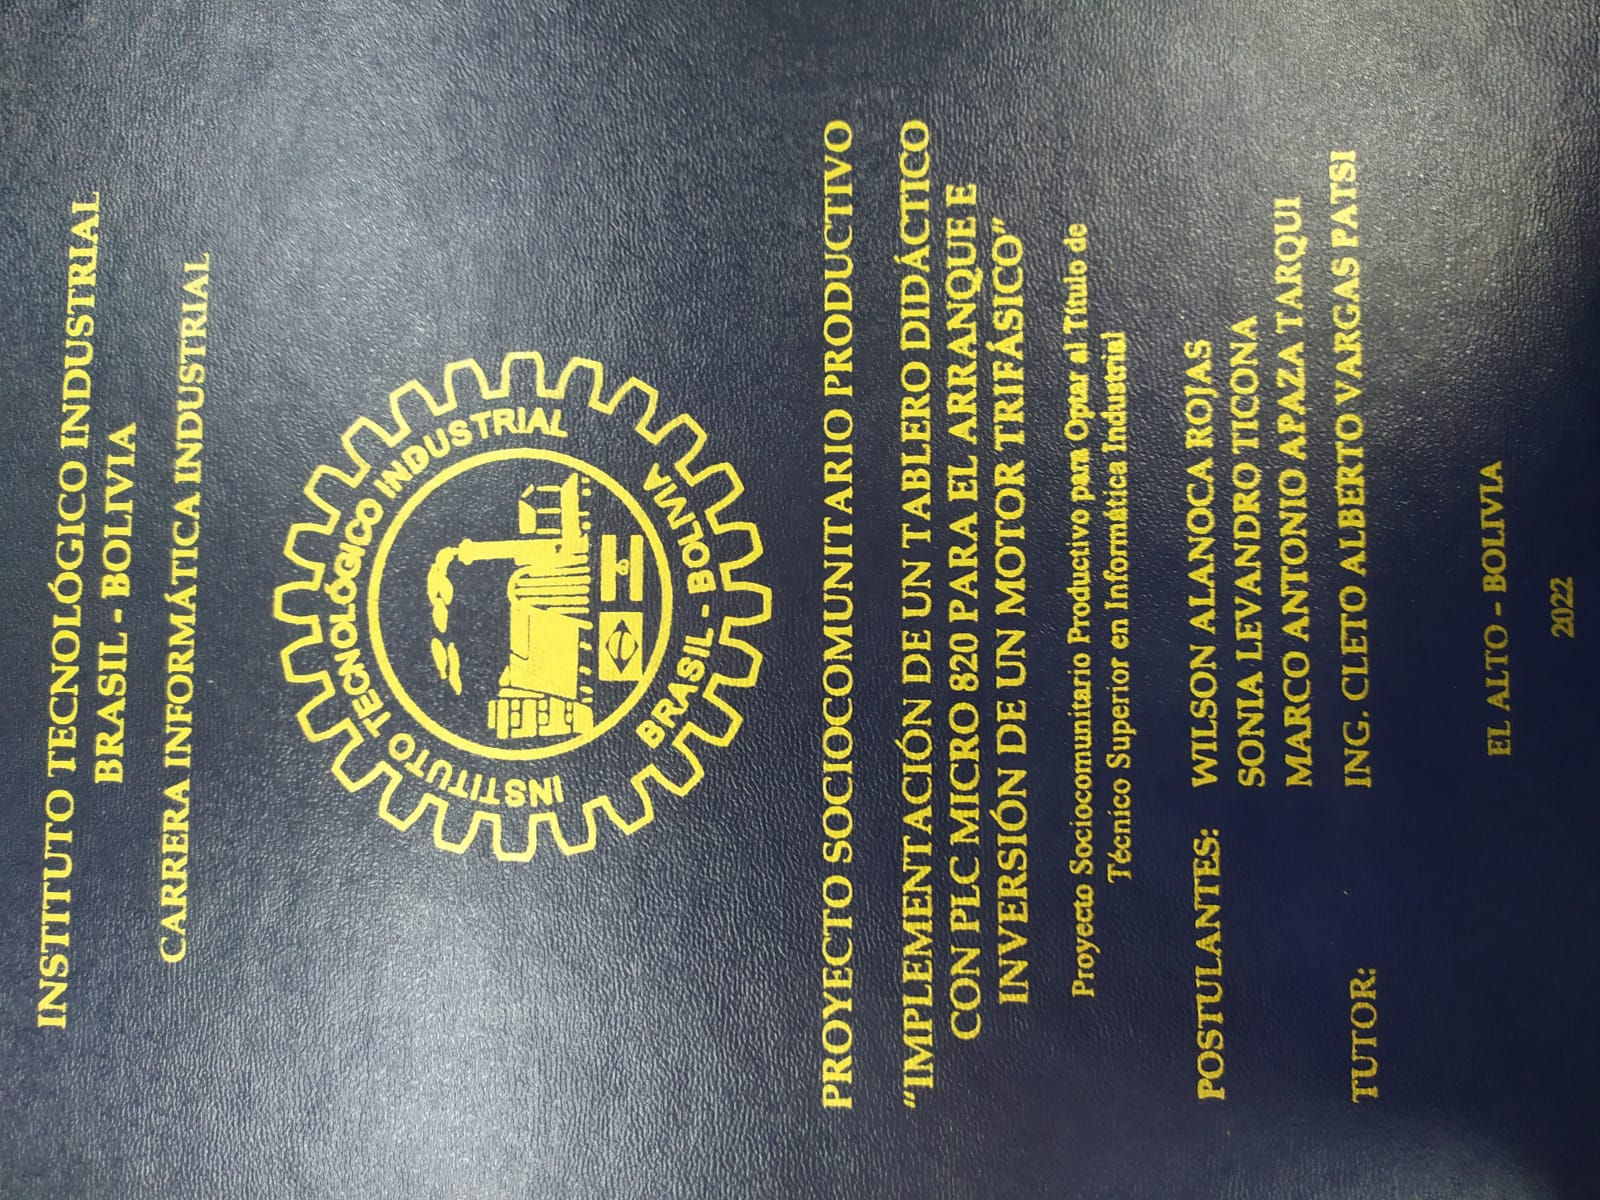 INSTITUTO TECNOLÓGICO INDUSTRIAL
BRASIL - BOLIVIA
CARRERA INFORMÁTICA INDUSTRIAL
INSTITUTO TECNOLÓGICO INDUSTRIAL
BRASIL - BOLIVIA
PROYECTO SOCIOCOMUNITARIO PRODUCTIVO
“IMPLEMENTACIÓN DE UN TABLERO DIDÁCTICO
CON PLC MICRO 820 PARA EL ARRANQUE E
INVERSIÓN DE UN MOTOR TRIFÁSICO”
Proyecto Sociocomunitario Productivo para Optar al Título de
Técnico Superior en Informática Industrial
POSTULANTES: WILSON ALANOCA ROJAS
SONIA LEVANDRO TICONA
MARCO ANTONIO APAZA TARQUI
TUTOR: ING. CLETO ALBERTO VARGAS PATSI
EL ALTO – BOLIVIA
2022